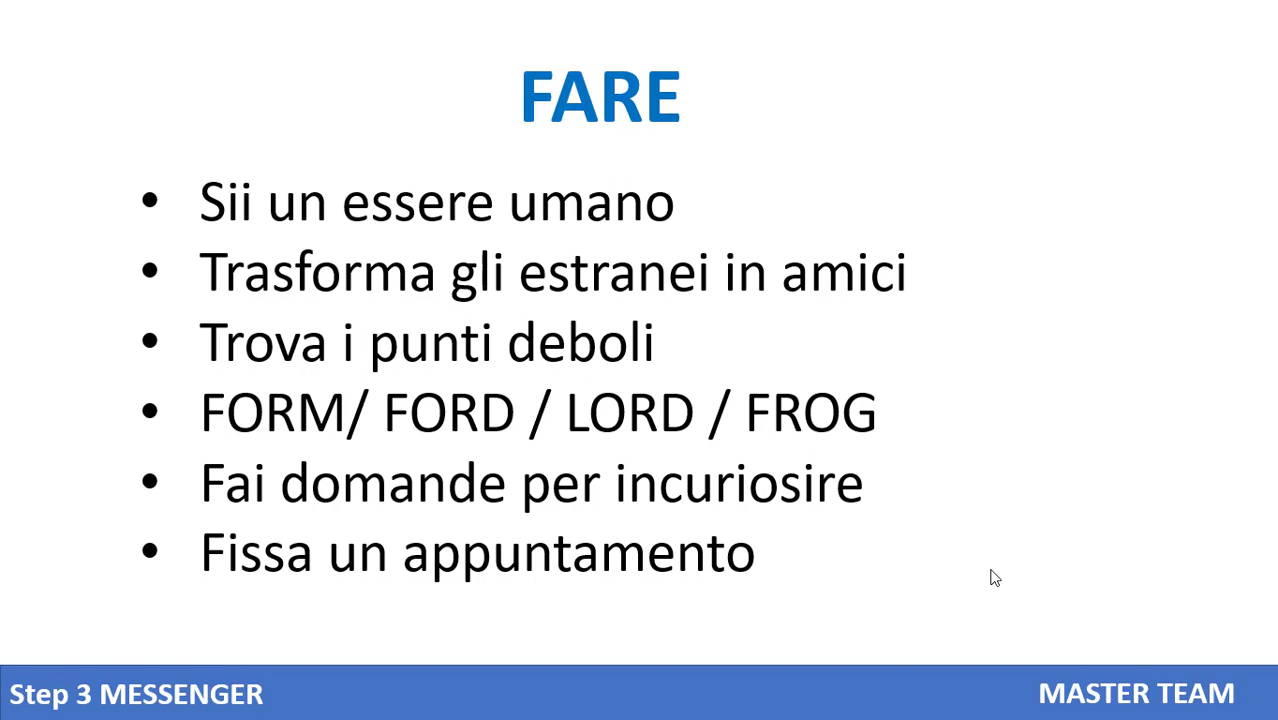 FARE
• Sii un essere umano
• Trasforma gli estranei in amici
• Trova i punti deboli
• FORM/ FORD / LORD / FROG
• Fai domande per incuriosire
• Fissa un appuntamento
Step 3 MESSENGER
MASTER TEAM